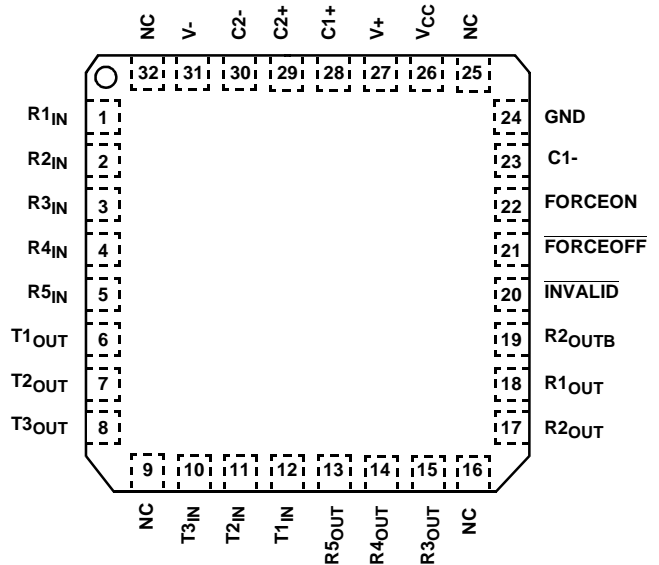 NC V- C2- C2+ C1+ V+ VCC NC
32 31 30 29 28 27 26 25
R1IN 1 24 GND
R2IN 2 23 C1-
R3IN 3 22 FORCEON
R4IN 4 21 FORCEOFF
R5IN 5 20 INVALID
T1OUT 6 19 R2OUTB
T2OUT 7 18 R1OUT
T3OUT 8 17 R2OUT
9 10 11 12 13 14 15 16
NC T3IN T2IN T1IN R5OUT R4OUT R3OUT NC